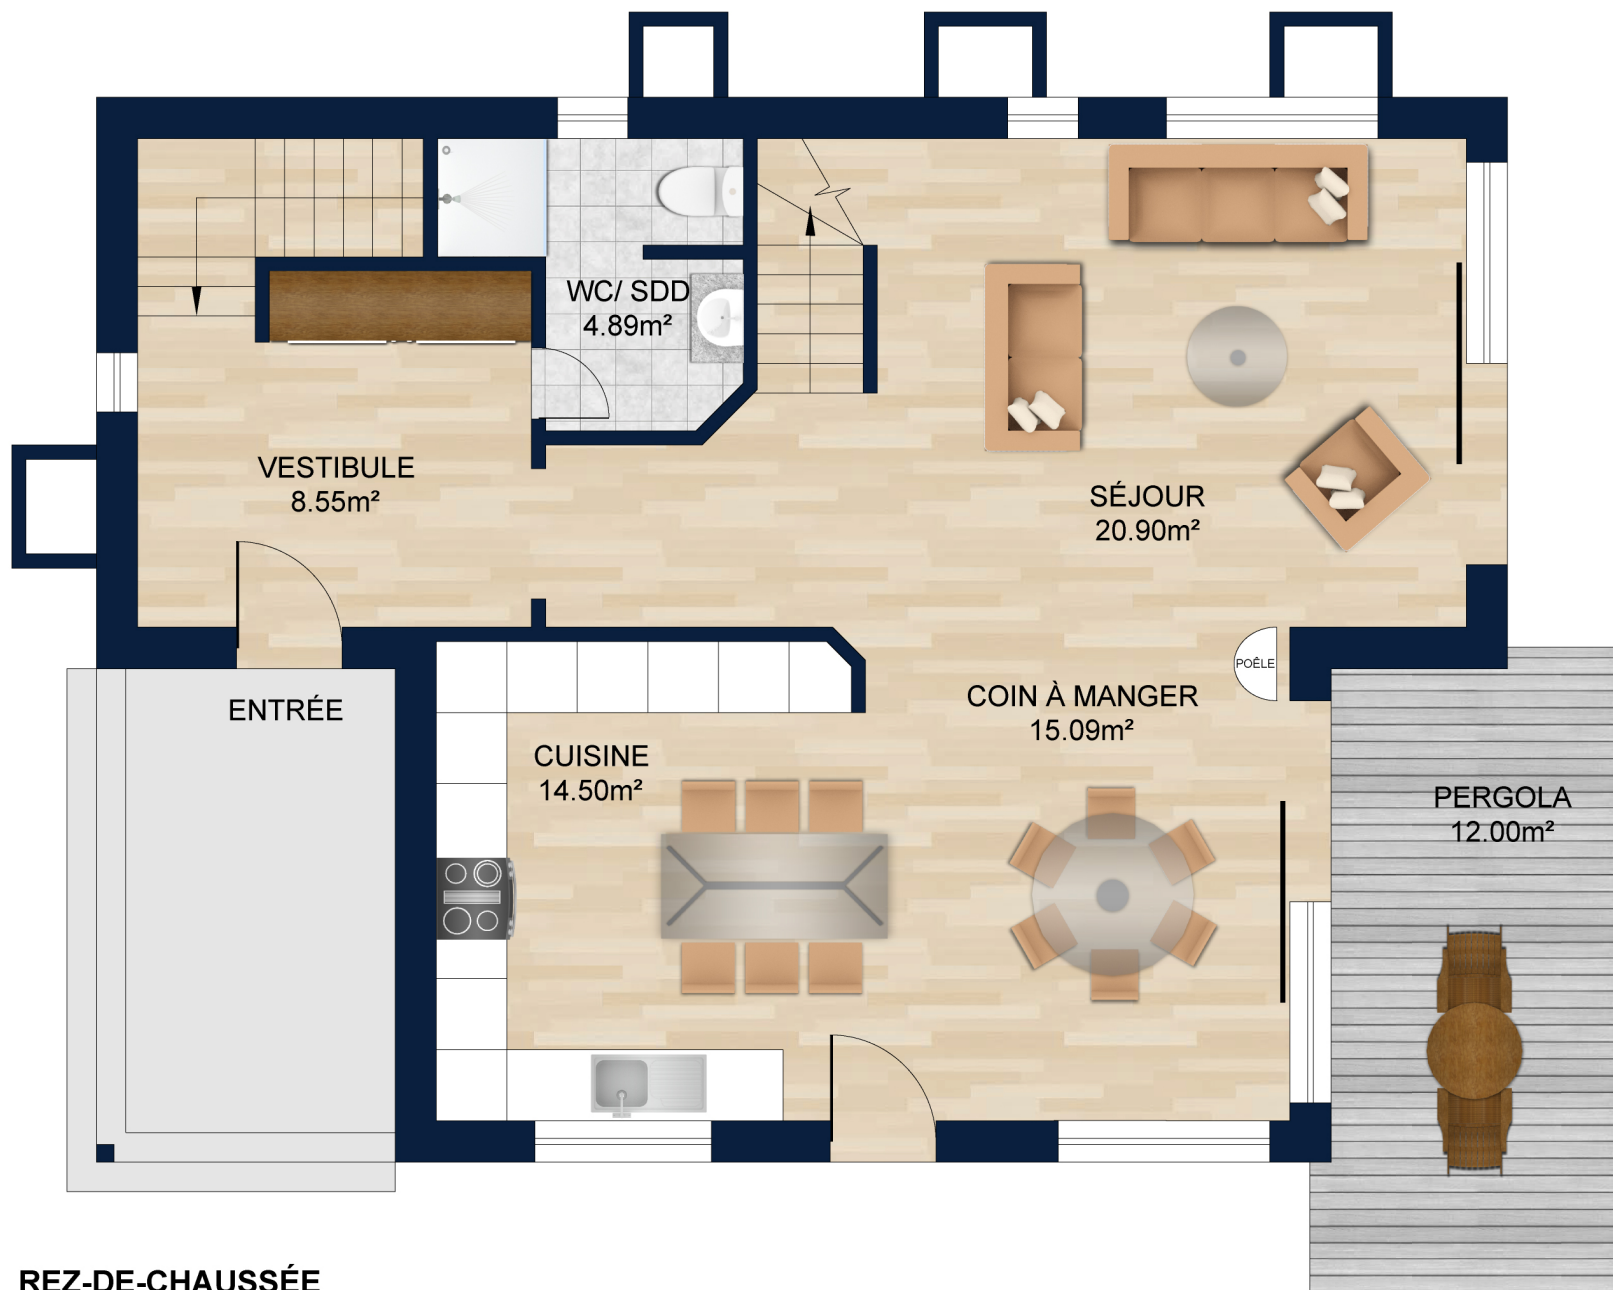 WC/ SDD
4.89m²
VESTIBULE
8.55m²
SÉJOUR
20.90m²
POÊLE
ENTRÉE
COIN À MANGER
15.09m²
CUISINE
14.50m²
PERGOLA
12.00m²
REZ-DE-CHAUSSÉE